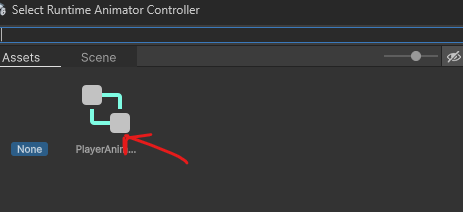 Select Runtime Animator Controller
Assets Scene
None PlayerAnim...